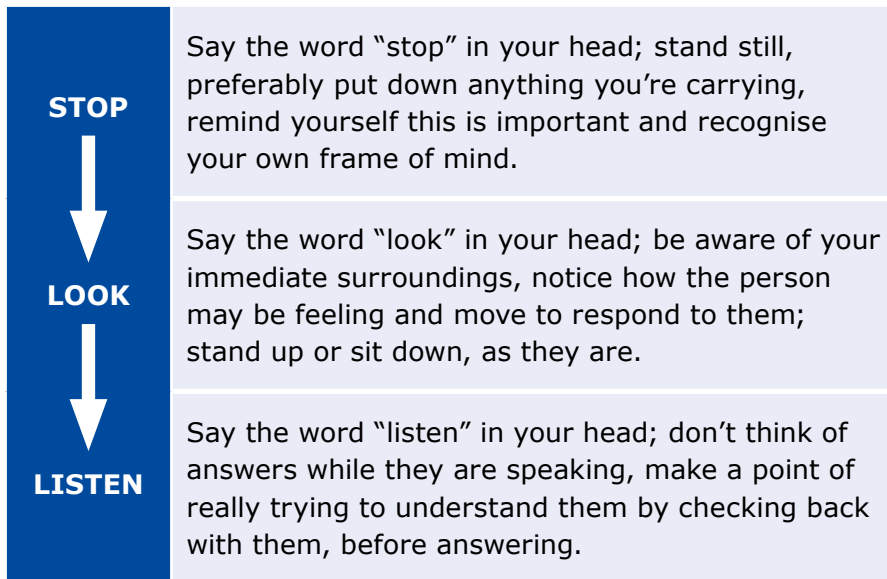 STOP
Say the word “stop” in your head; stand still,
preferably put down anything you’re carrying,
remind yourself this is important and recognise
your own frame of mind.
LOOK
Say the word “look” in your head; be aware of your
immediate surroundings, notice how the person
may be feeling and move to respond to them;
stand up or sit down, as they are.
LISTEN
Say the word “listen” in your head; don’t think of
answers while they are speaking, make a point of
really trying to understand them by checking back
with them, before answering.